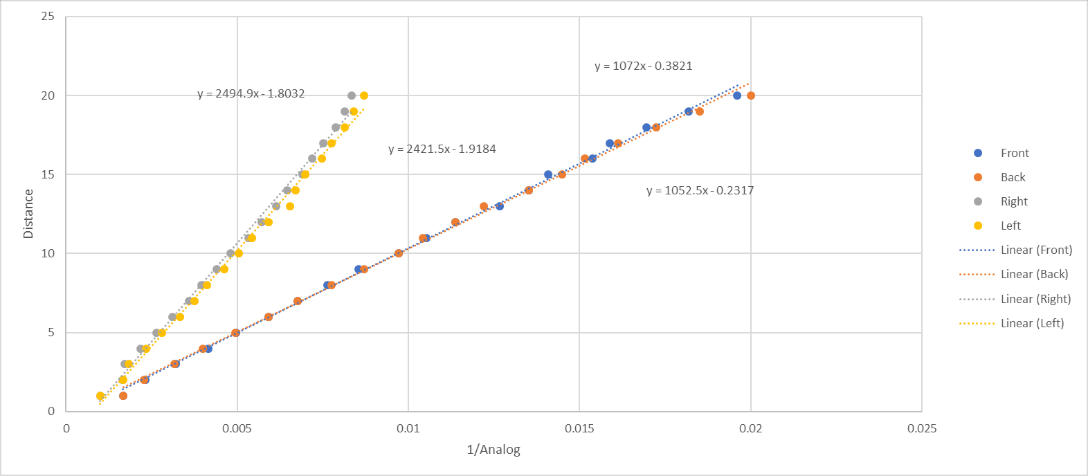 25
20
15
10
5
0
Distance
0
0.005
0.01
0.015
0.02
0.025
1/Analog
y = 2494.9x - 1.8032
y = 2421.5x - 1.9184
y = 1072x - 0.3821
y = 1052.5x - 0.2317
Front
Back
Right
Left
Linear (Front)
Linear (Back)
Linear (Right)
Linear (Left)